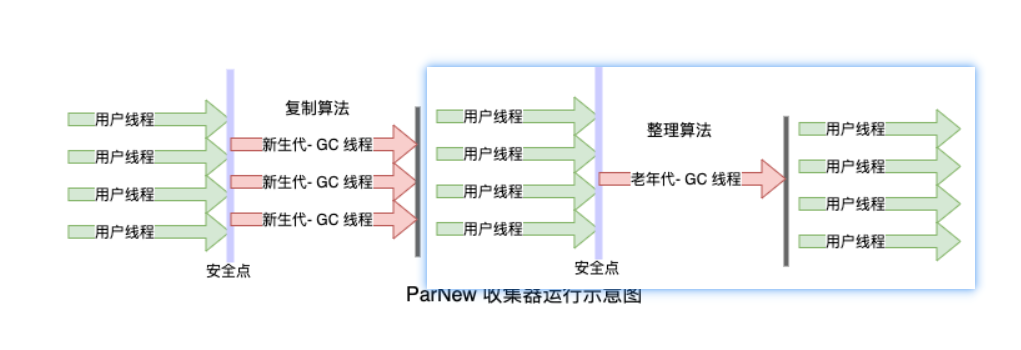 复制算法
用户线程
用户线程
用户线程
用户线程
新生代- GC 线程
新生代- GC 线程
新生代- GC 线程
安全点
用户线程
用户线程
用户线程
用户线程
整理算法
老年代- GC 线程
安全点
用户线程
用户线程
用户线程
用户线程
ParNew 收集器运行示意图